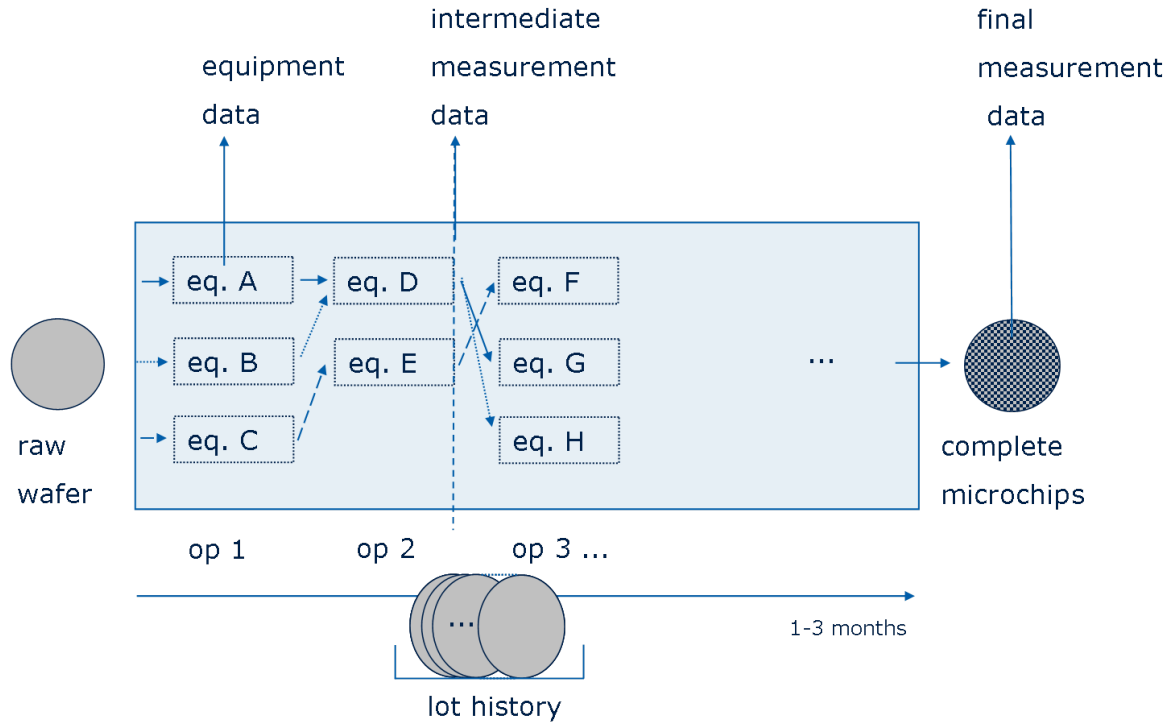 intermediate
measurement
data
final
measurement
data
equipment
data
eq. A
eq. D
eq. F
eq. B
eq. E
eq. G
...
eq. C
eq. H
raw
wafer
complete
microchips
op 1
op 2
op 3 ...
...
1-3 months
lot history